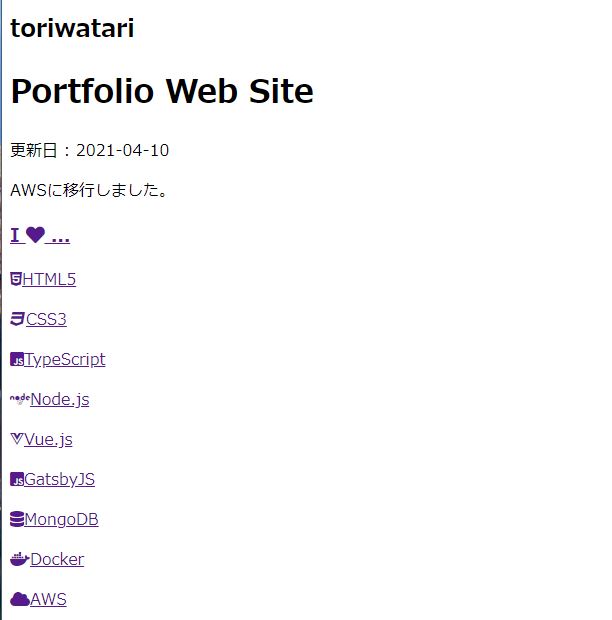 toriwatari
Portfolio Web Site
更新日 : 2021-04-10
AWSに移行しました。
I ♥ ...
HTML5
CSS3
TypeScript
Node.js
Vue.js
GatsbyJS
MongoDB
Docker
AWS